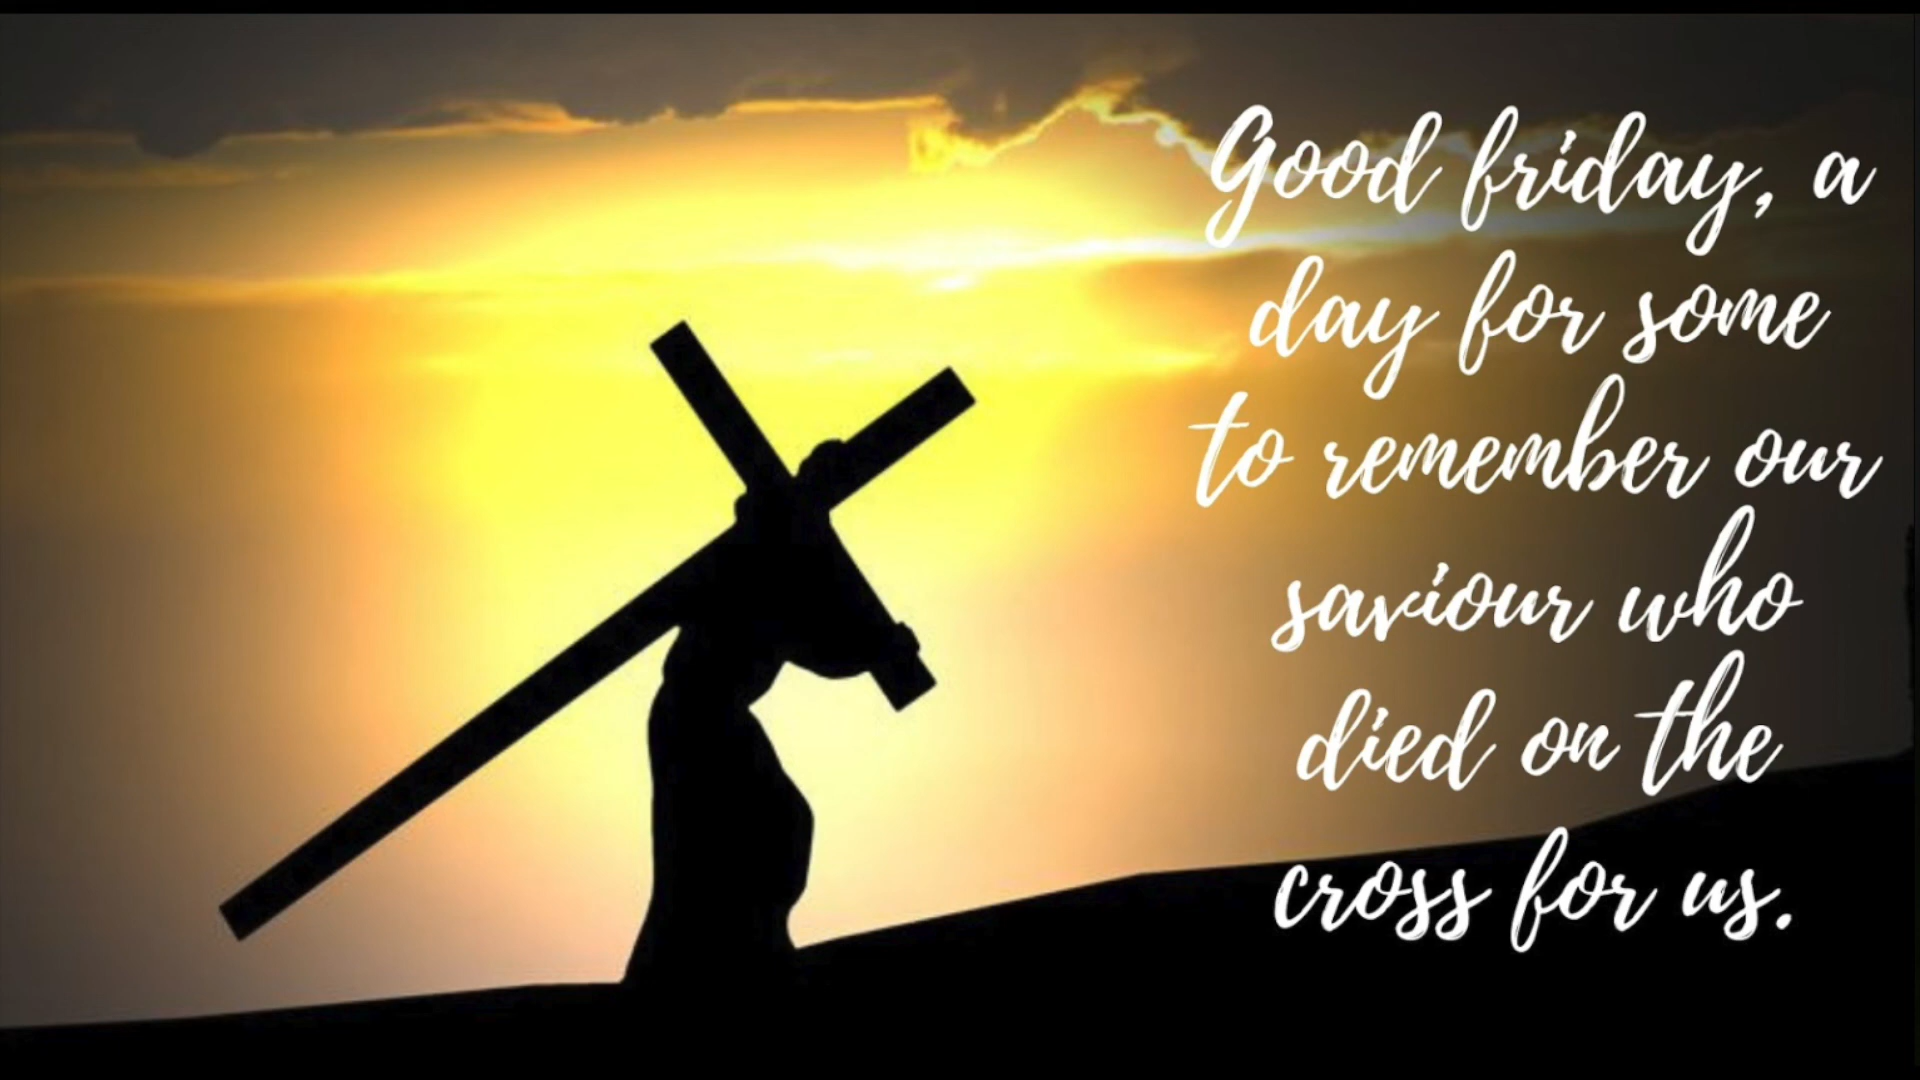 Good friday, a
day for some
to remember our
saviour who
died on the
cross for us.